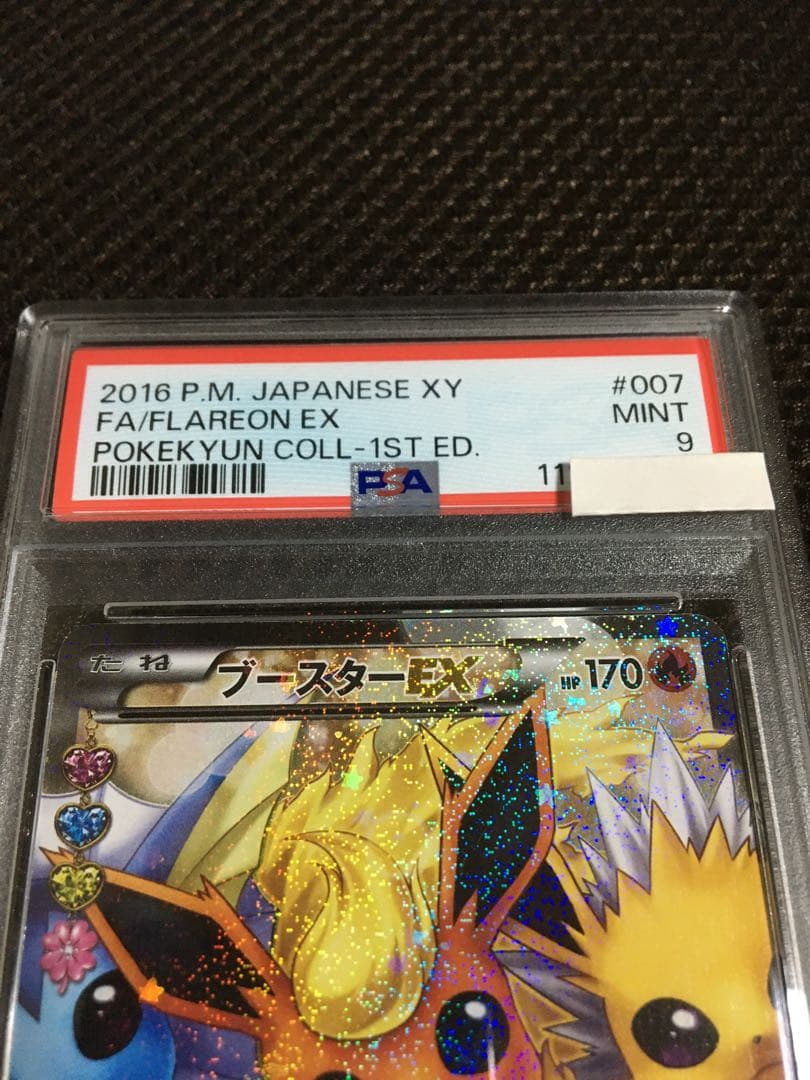 2016 P.M. JAPANESE XY #007
FA/FLAREON EX MINT
POKEKYUN COLL-1ST ED. 9
PSA 11
たね ブースターEX HP 170